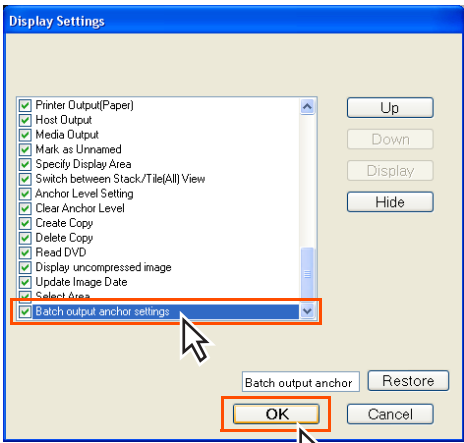 Display Settings
Printer Output(Paper)
Host Output
Media Output
Mark as Unnamed
Specify Display Area
Switch between Stack/Tile(All) View
Anchor Level Setting
Clear Anchor Level
Create Copy
Delete Copy
Read DVD
Display uncompressed image
Update Image Date
Select Area
Batch output anchor settings
Up
Down
Display
Hide
Batch output anchor
Restore
OK
Cancel